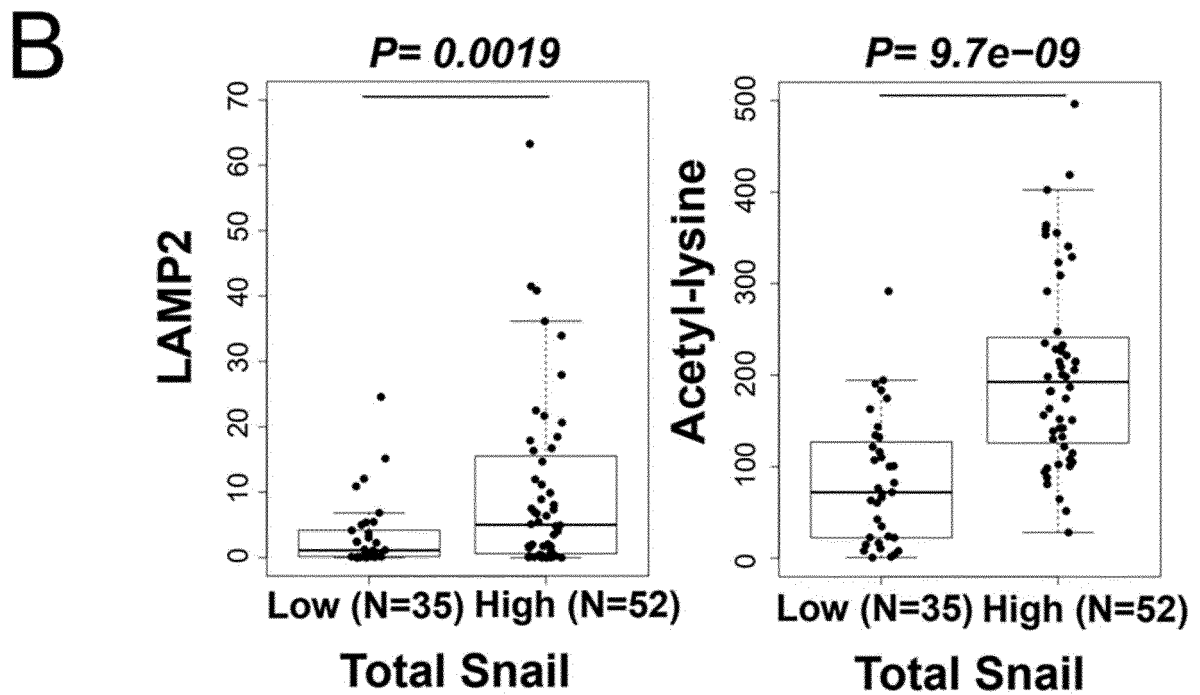 B
P= 0.0019
70
60
50
40
30
20
10
0
LAMP2
Low (N=35) High (N=52)
Total Snail
P= 9.7e−09
500
400
300
200
100
0
Acetyl-lysine
Low (N=35) High (N=52)
Total Snail